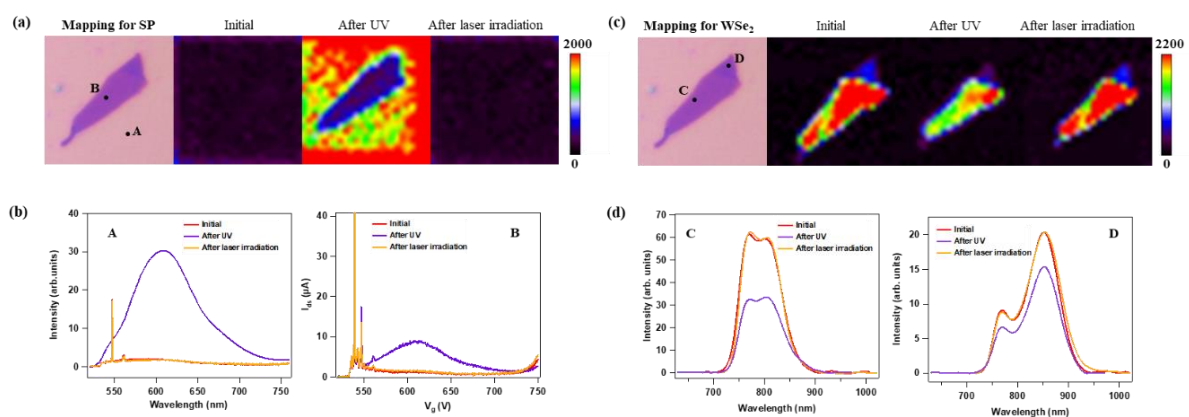 (a)
Mapping for SP
Initial
After UV
After laser irradiation
2000
0
B
A
(c)
Mapping for WSe₂
Initial
After UV
After laser irradiation
2200
0
D
C
(b)
Intensity (arb.units)
40
30
20
10
0
A
Initial
After UV
After laser irradiation
550 600 650 700 750
Wavelength (nm)
I_ds (μA)
40
30
20
10
0
B
Initial
After UV
After laser irradiation
550 600 650 700 750
V_g (V)
(d)
Intensity (arb. units)
70
60
50
40
30
20
10
0
C
Initial
After UV
After laser irradiation
700 800 900 1000
Wavelength (nm)
Intensity (arb. units)
20
10
0
D
Initial
After UV
After laser irradiation
700 800 900 1000
Wavelength (nm)